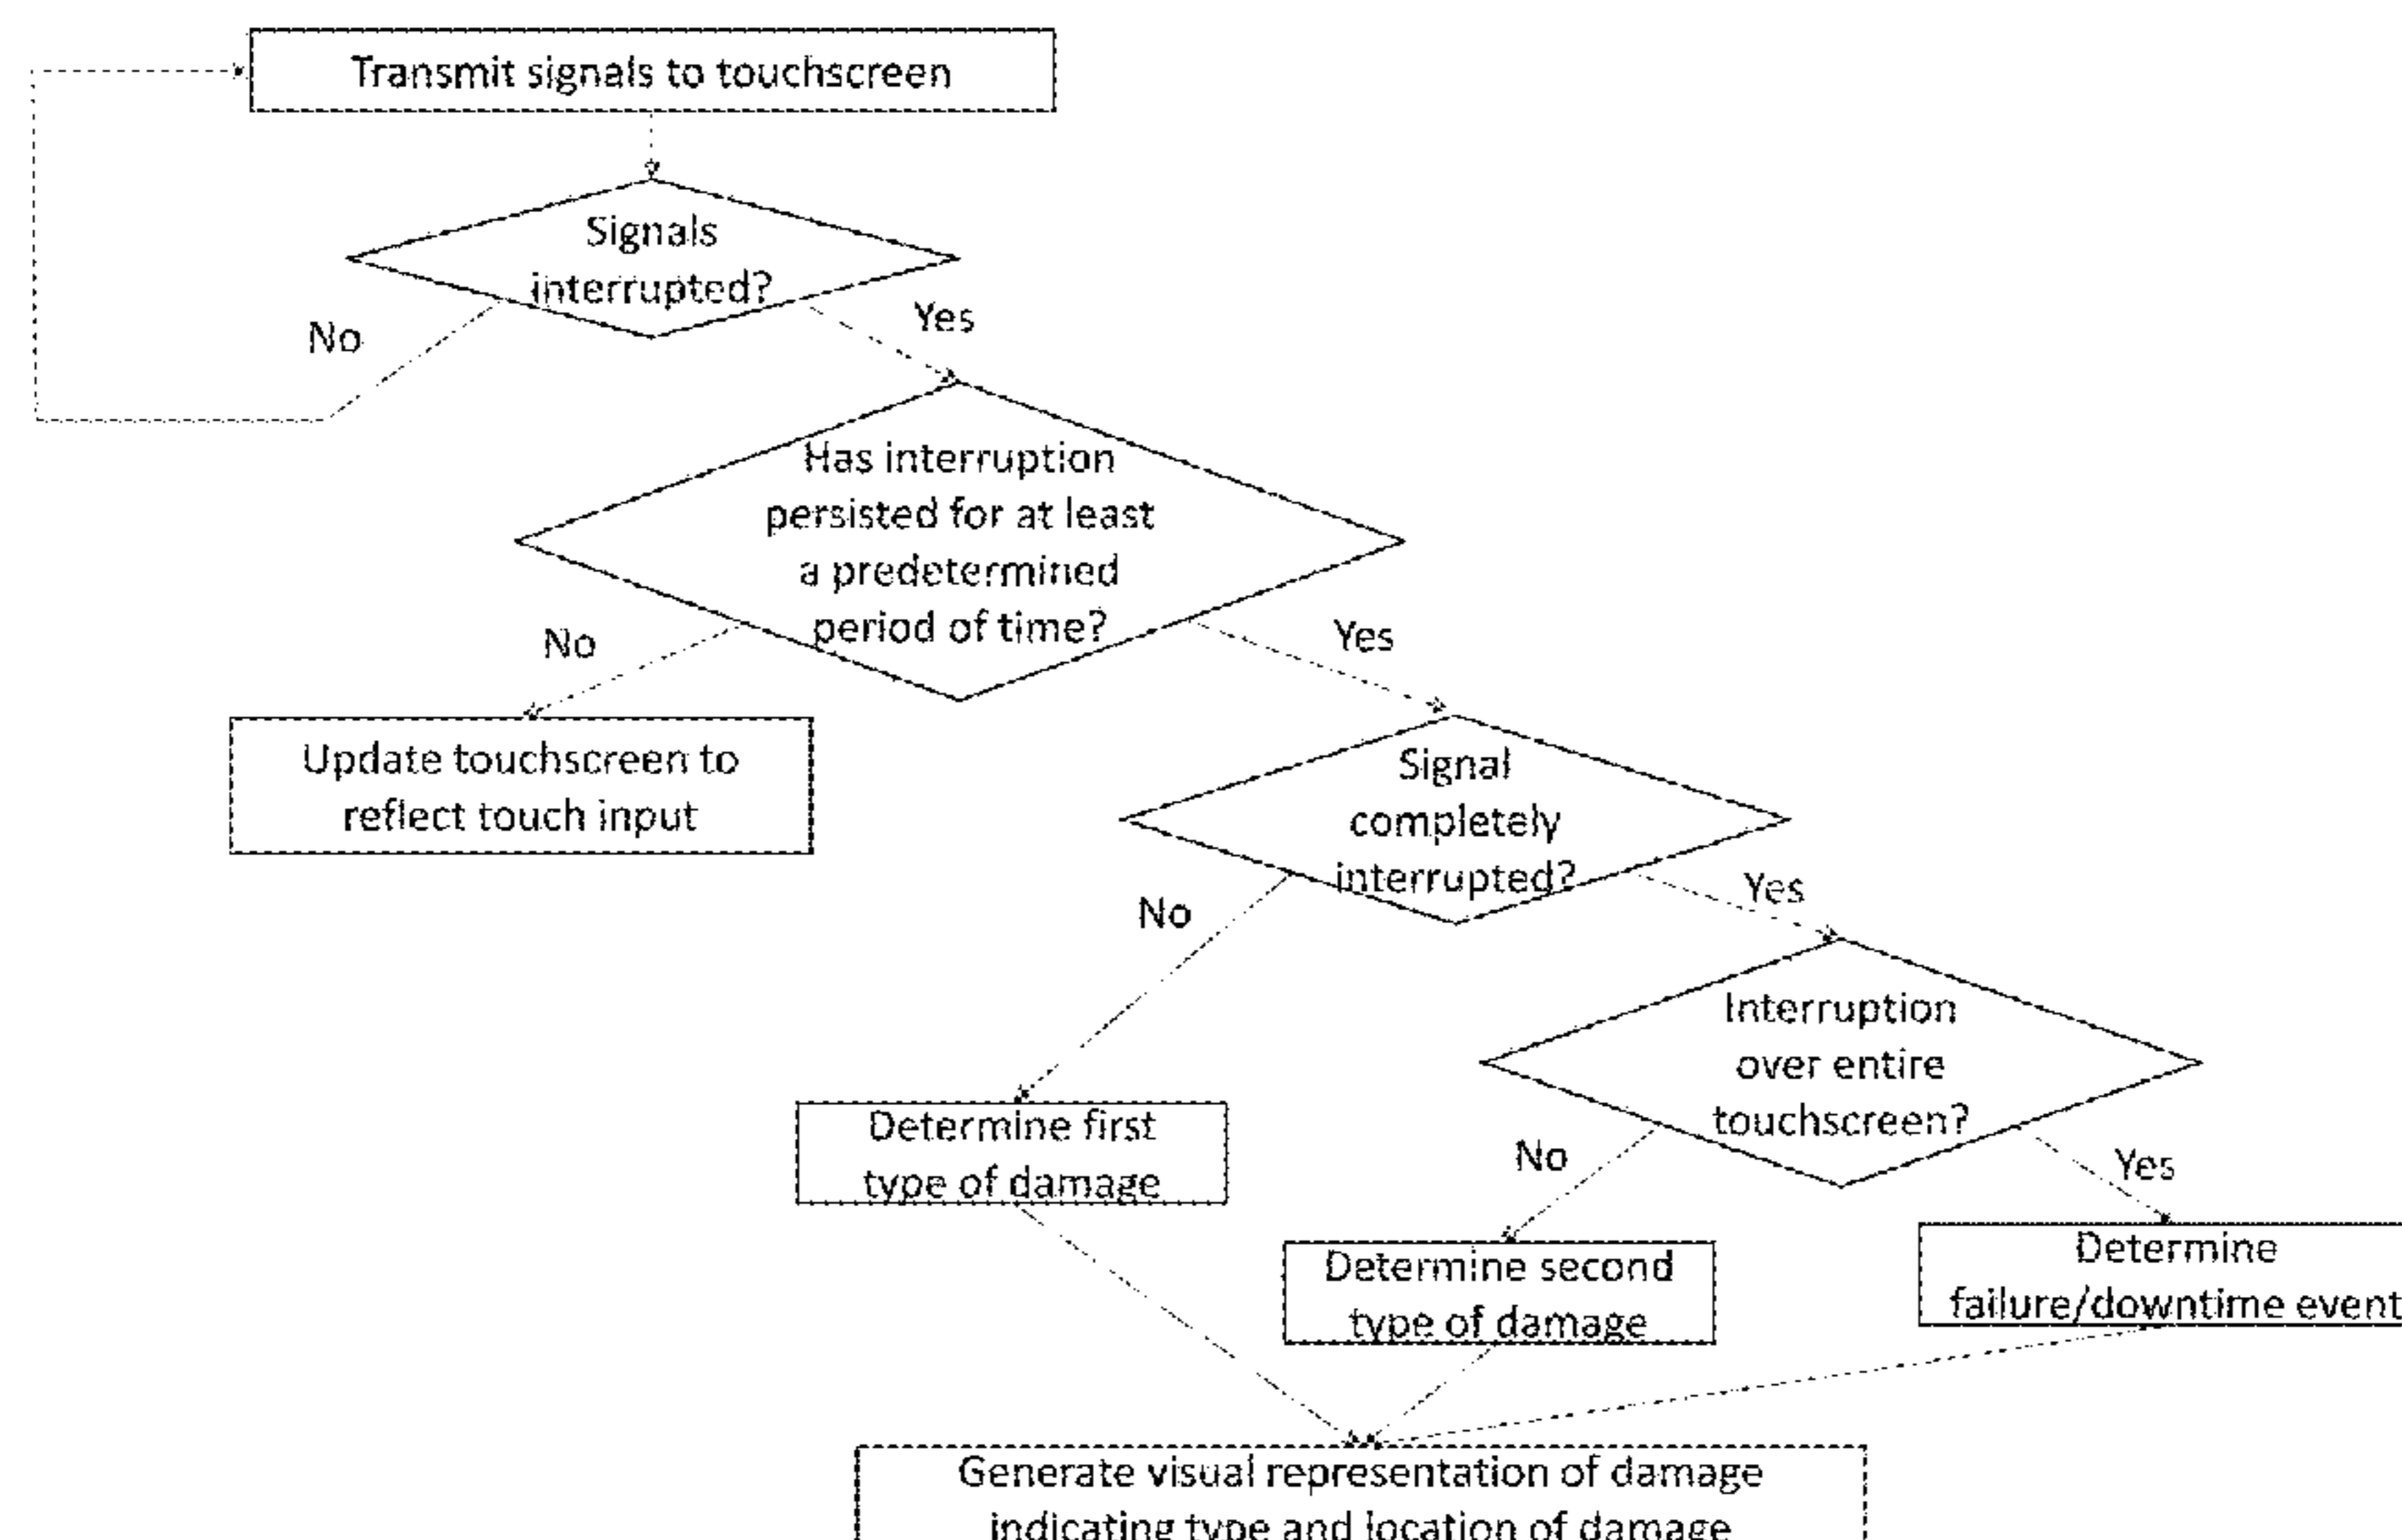 Transmit signals to touchscreen
Signals
interrupted?
No
Yes
Has interruption
persisted for at least
a predetermined
period of time?
No
Yes
Update touchscreen to
reflect touch input
Signal
completely
interrupted?
No
Yes
Interruption
over entire
touchscreen?
No
Yes
Determine first
type of damage
Determine second
type of damage
Determine
failure/downtime event
Generate visual representation of damage
indicating type and location of damage